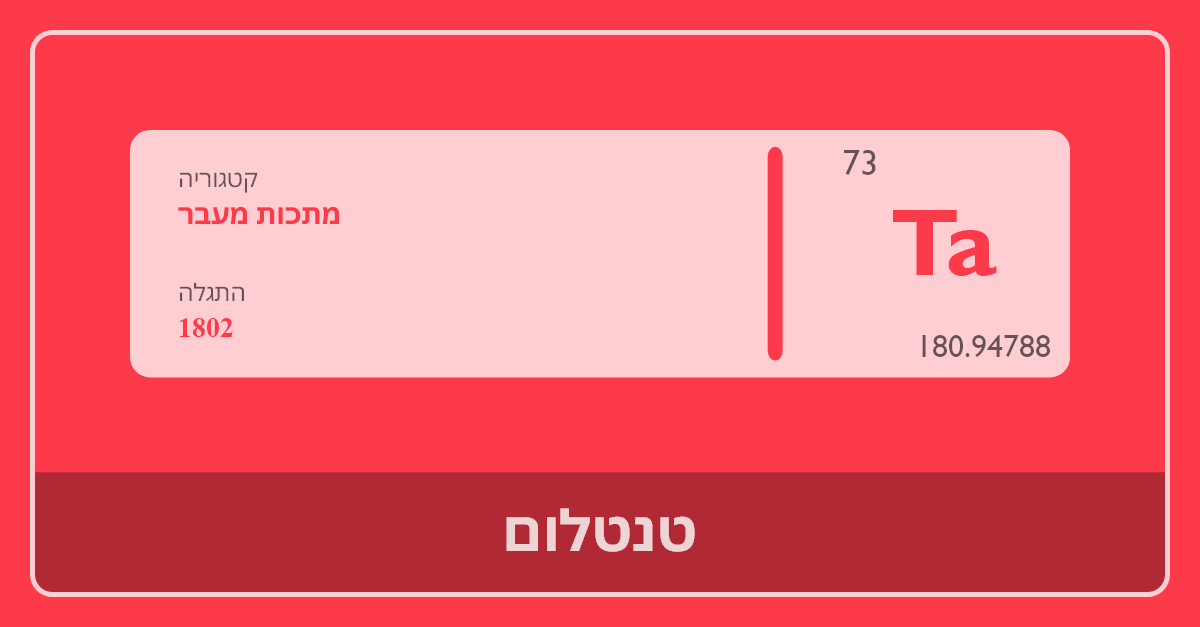 קטגוריה
מתכות מעבר
התגלה
1802
73
Ta
180.94788
טנטלום